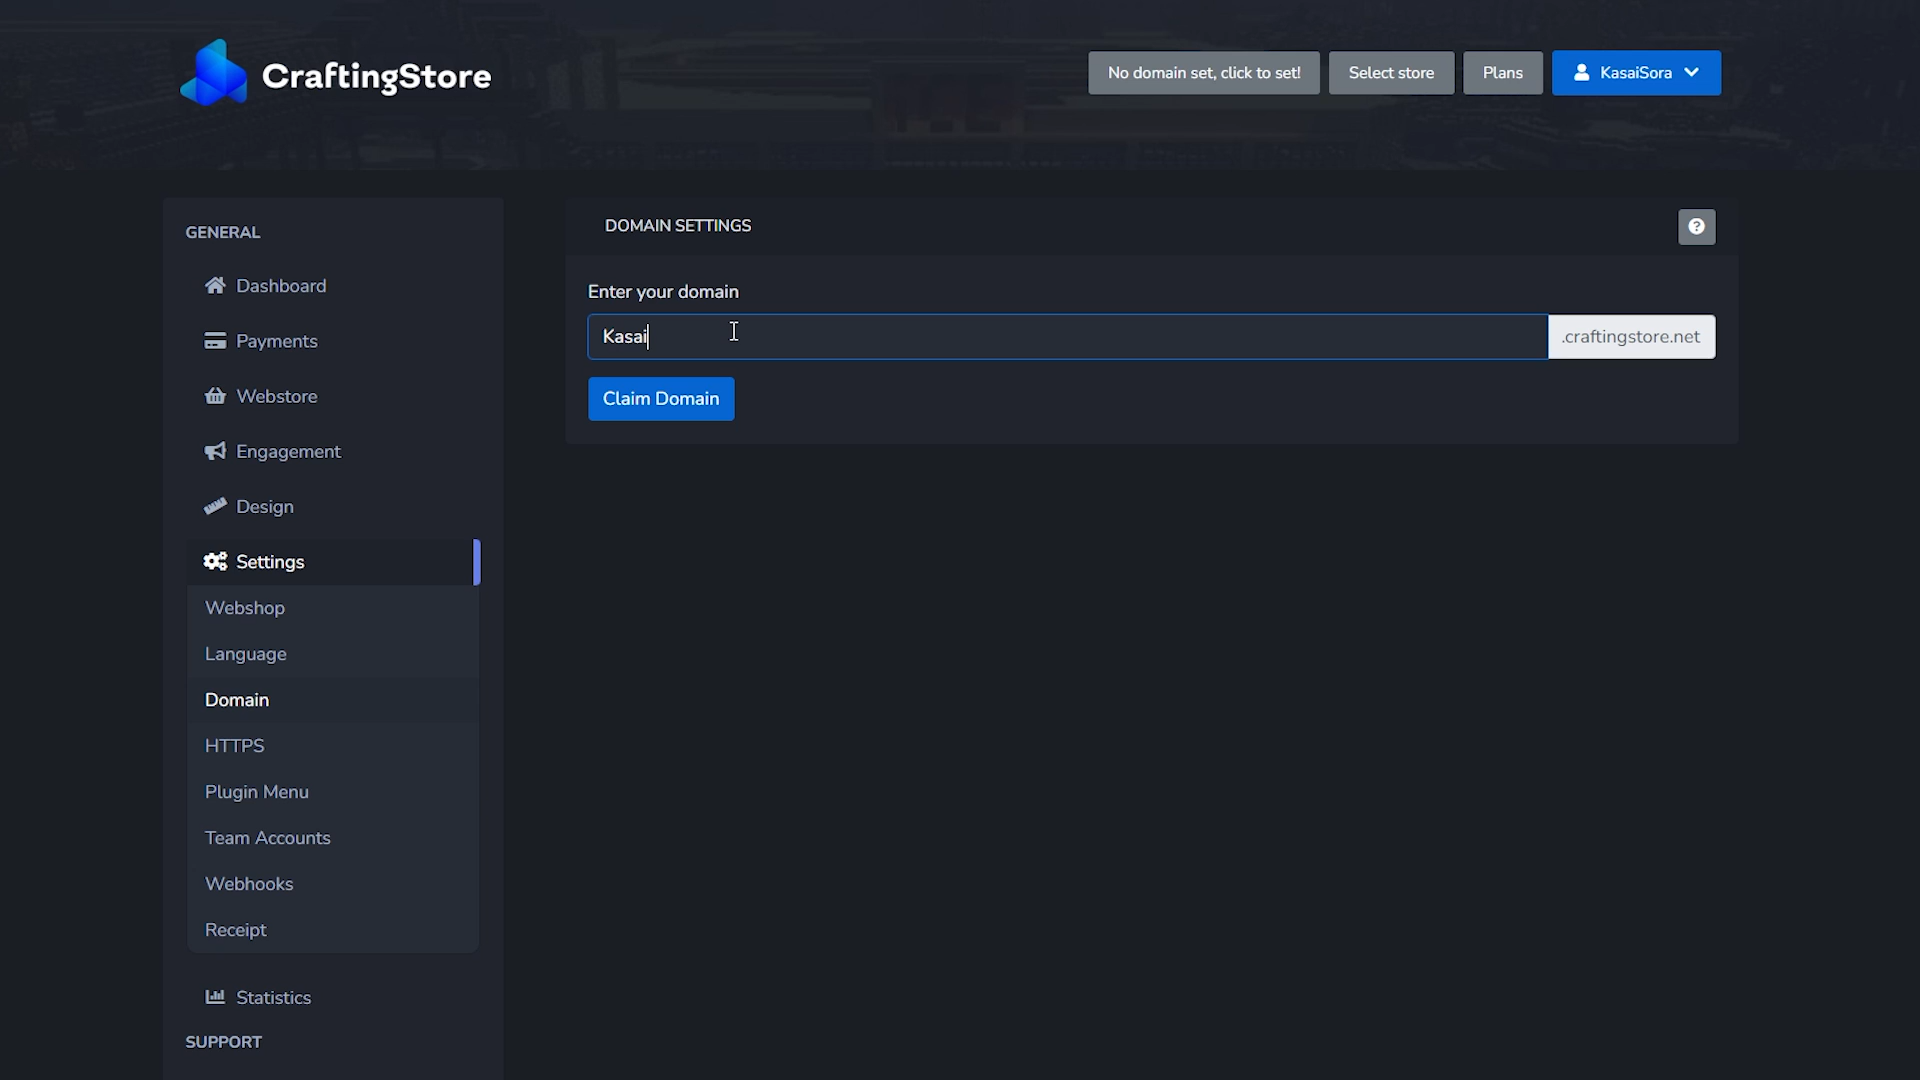 CraftingStore
No domain set, click to set!
Select store
Plans
KasaiSora
GENERAL
Dashboard
Payments
Webstore
Engagement
Design
Settings
Webshop
Language
Domain
HTTPS
Plugin Menu
Team Accounts
Webhooks
Receipt
Statistics
SUPPORT
DOMAIN SETTINGS
?
Enter your domain
Kasai
.craftingstore.net
Claim Domain